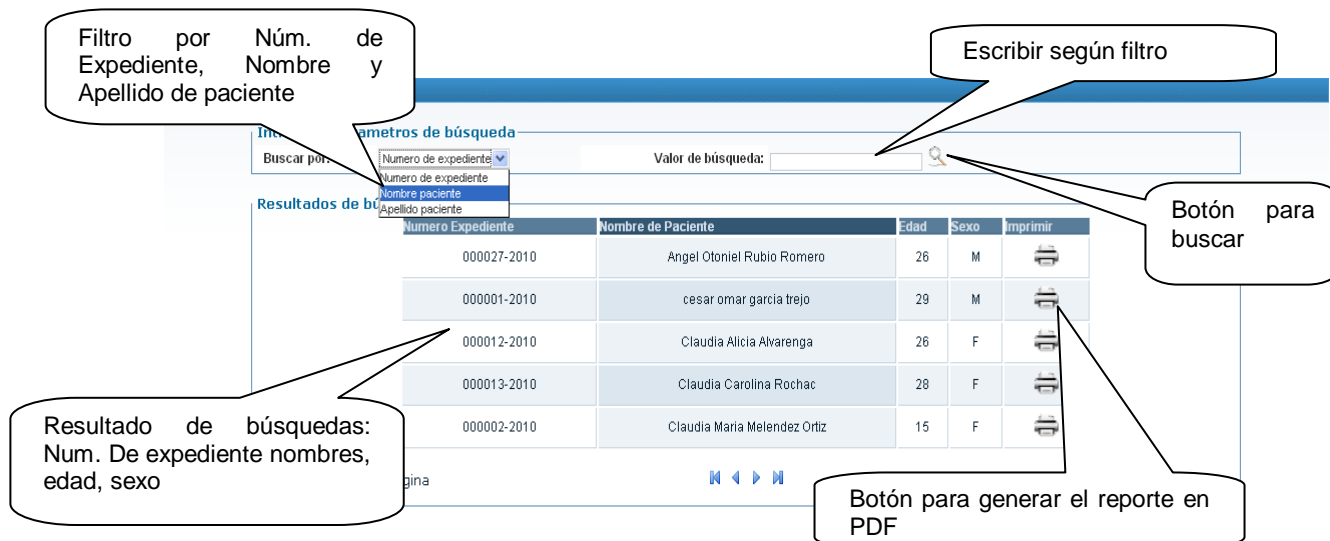 Filtro por Núm. de
Expediente, Nombre y
Apellido de paciente
Escribir según filtro
ametros de búsqueda
Buscar por:
Numero de expediente
Valor de búsqueda:
Numero de expediente
Nombre paciente
Apellido paciente
Botón para
buscar
Resultados de bú
Numero Expediente Nombre de Paciente Edad Sexo Imprimir
000027-2010 Angel Otoniel Rubio Romero 26 M
000001-2010 cesar omar garcia trejo 29 M
000012-2010 Claudia Alicia Alvarenga 26 F
000013-2010 Claudia Carolina Rochac 28 F
000002-2010 Claudia Maria Melendez Ortiz 15 F
Resultado de búsquedas:
Num. De expediente nombres,
edad, sexo
gina
Botón para generar el reporte en
PDF